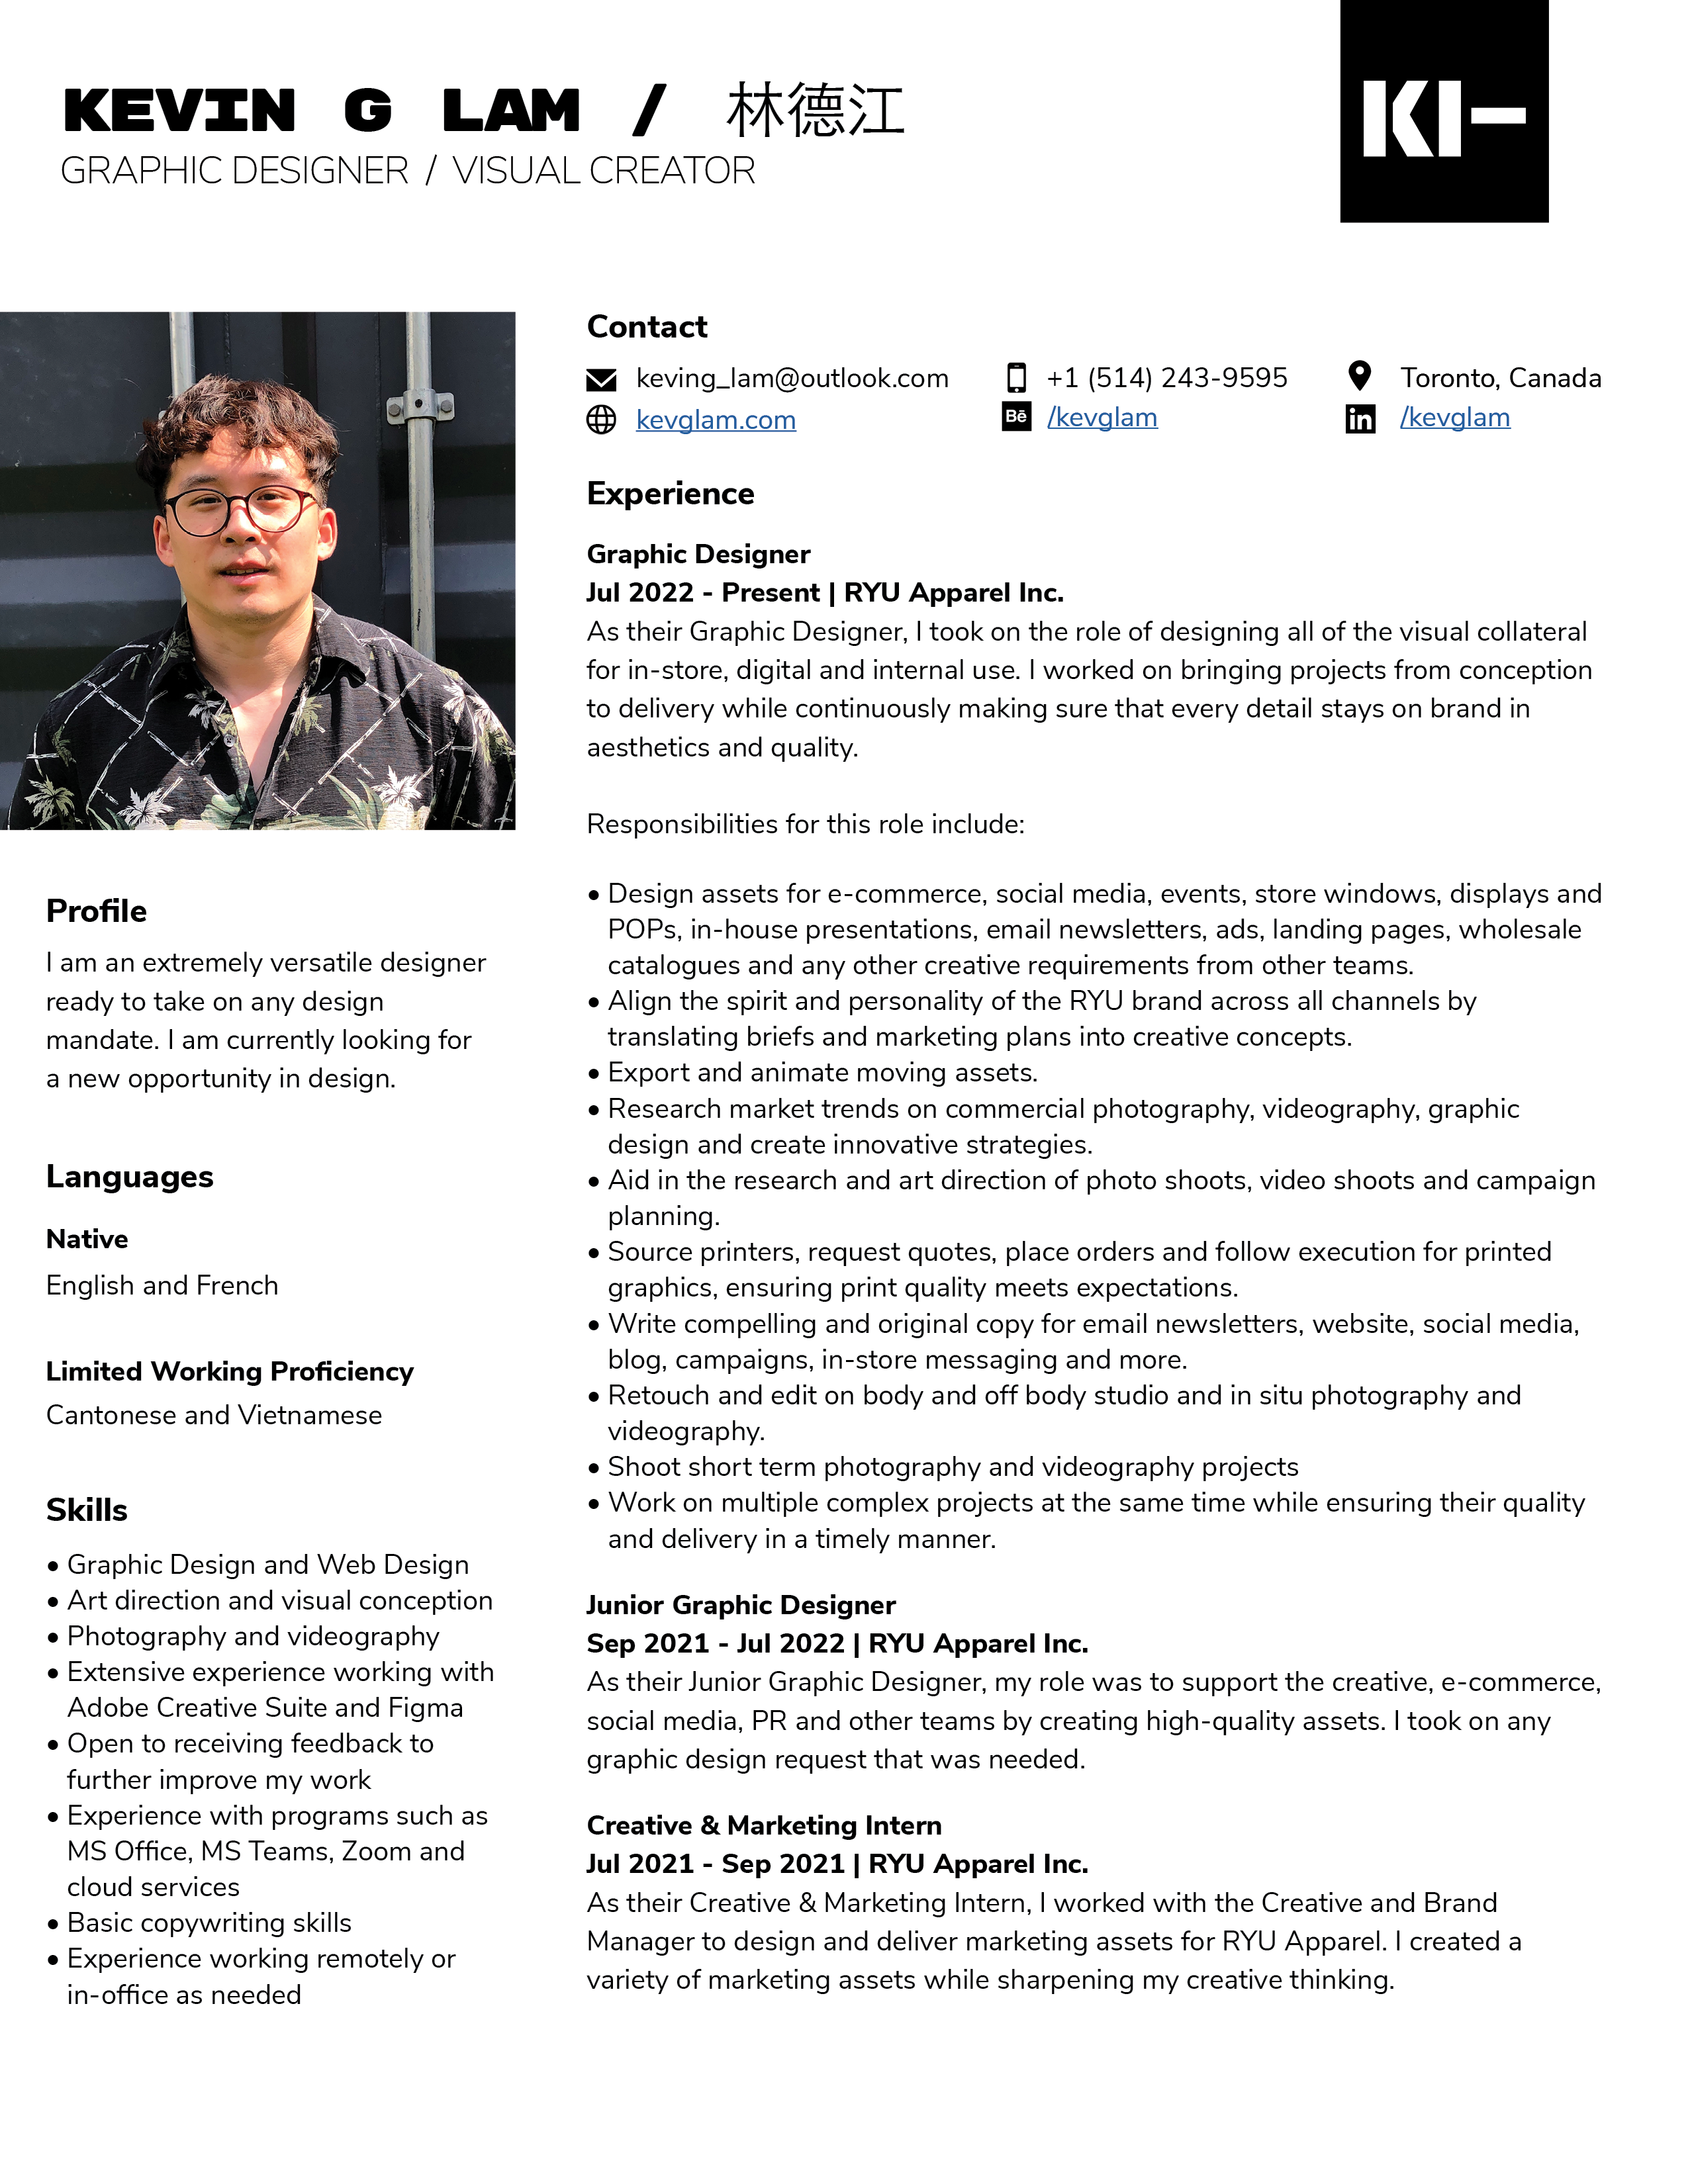 KEVIN G LAM / 林德江
GRAPHIC DESIGNER / VISUAL CREATOR
KI-
Contact
keving_lam@outlook.com
+1 (514) 243-9595
Toronto, Canada
kevglam.com
Bē
/kevglam
in
/kevglam
Experience
Graphic Designer
Jul 2022 - Present | RYU Apparel Inc.
As their Graphic Designer, I took on the role of designing all of the visual collateral
for in-store, digital and internal use. I worked on bringing projects from conception
to delivery while continuously making sure that every detail stays on brand in
aesthetics and quality.
Responsibilities for this role include:
• Design assets for e-commerce, social media, events, store windows, displays and
POPs, in-house presentations, email newsletters, ads, landing pages, wholesale
catalogues and any other creative requirements from other teams.
• Align the spirit and personality of the RYU brand across all channels by
translating briefs and marketing plans into creative concepts.
• Export and animate moving assets.
• Research market trends on commercial photography, videography, graphic
design and create innovative strategies.
• Aid in the research and art direction of photo shoots, video shoots and campaign
planning.
• Source printers, request quotes, place orders and follow execution for printed
graphics, ensuring print quality meets expectations.
• Write compelling and original copy for email newsletters, website, social media,
blog, campaigns, in-store messaging and more.
• Retouch and edit on body and off body studio and in situ photography and
videography.
• Shoot short term photography and videography projects
• Work on multiple complex projects at the same time while ensuring their quality
and delivery in a timely manner.
Junior Graphic Designer
Sep 2021 - Jul 2022 | RYU Apparel Inc.
As their Junior Graphic Designer, my role was to support the creative, e-commerce,
social media, PR and other teams by creating high-quality assets. I took on any
graphic design request that was needed.
Creative & Marketing Intern
Jul 2021 - Sep 2021 | RYU Apparel Inc.
As their Creative & Marketing Intern, I worked with the Creative and Brand
Manager to design and deliver marketing assets for RYU Apparel. I created a
variety of marketing assets while sharpening my creative thinking.
Profile
I am an extremely versatile designer
ready to take on any design
mandate. I am currently looking for
a new opportunity in design.
Languages
Native
English and French
Limited Working Proficiency
Cantonese and Vietnamese
Skills
• Graphic Design and Web Design
• Art direction and visual conception
• Photography and videography
• Extensive experience working with
Adobe Creative Suite and Figma
• Open to receiving feedback to
further improve my work
• Experience with programs such as
MS Office, MS Teams, Zoom and
cloud services
• Basic copywriting skills
• Experience working remotely or
in-office as needed